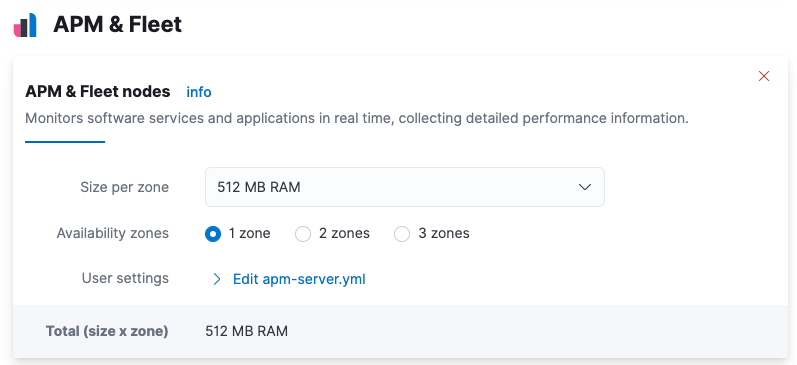 APM & Fleet
APM & Fleet nodes info
Monitors software services and applications in real time, collecting detailed performance information.
Size per zone 512 MB RAM
Availability zones 1 zone 2 zones 3 zones
User settings Edit apm-server.yml
Total (size x zone) 512 MB RAM